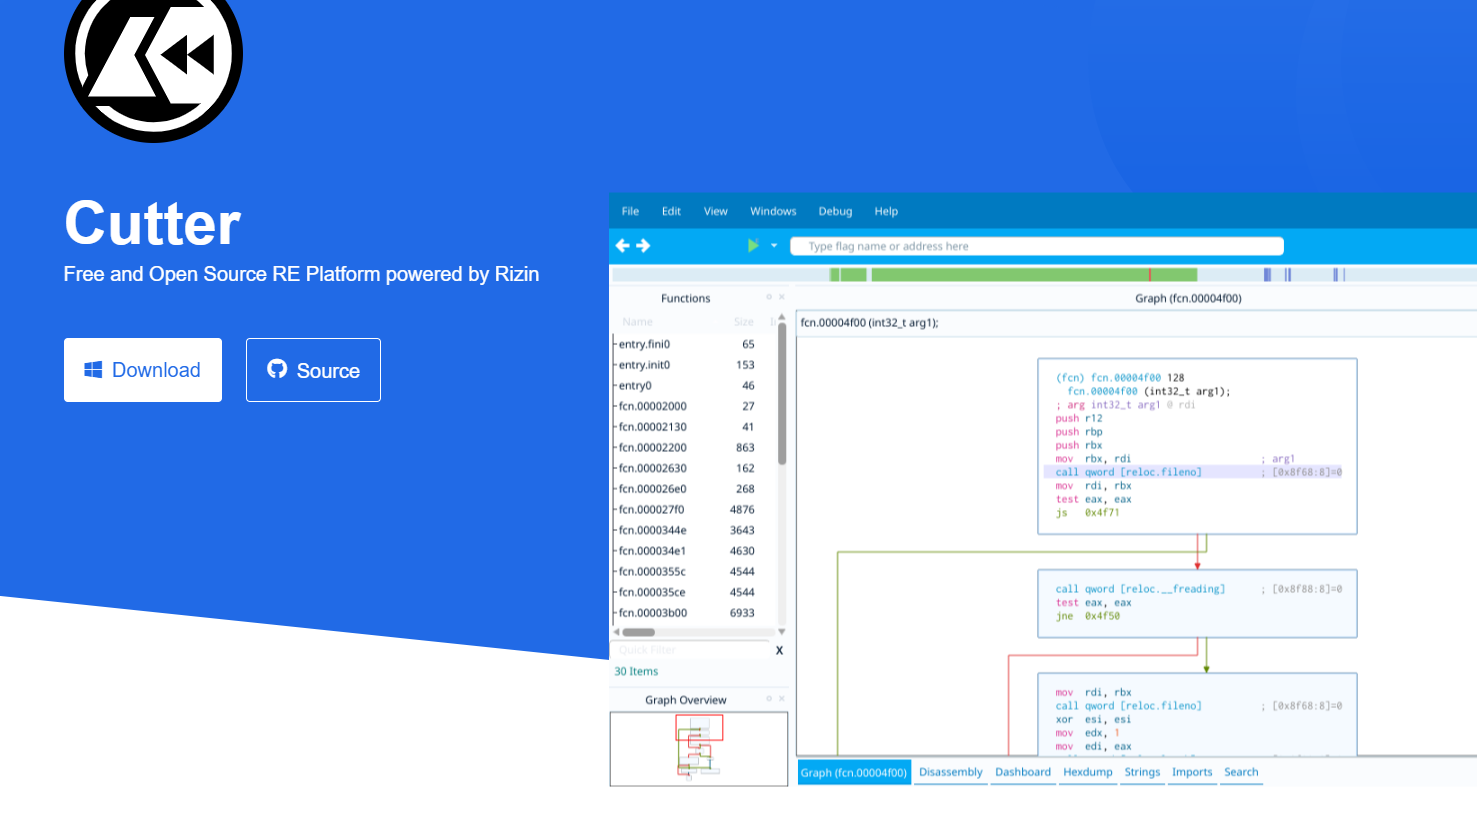 Cutter
Free and Open Source RE Platform powered by Rizin
Download
Source
File Edit View Windows Debug Help
Type flag name or address here
Functions
Name Size
entry.fini0 65
entry.init0 153
entry0 46
fcn.00002000 27
fcn.00002130 41
fcn.00002200 863
fcn.00002630 162
fcn.000026e0 268
fcn.000027f0 4876
fcn.0000344e 3643
fcn.000034e1 4630
fcn.0000355c 4544
fcn.000035ce 4544
fcn.00003b00 6933
Quick Filter X
30 Items
Graph Overview
Graph (fcn.00004f00)
fcn.00004f00 (int32_t arg1);
(fcn) fcn.00004f00 128
fcn.00004f00 (int32_t arg1);
; arg int32_t arg1 @ rdi
push r12
push rbp
push rbx
mov rbx, rdi ; arg1
call qword [reloc.fileno] ; [0x8f68:8]=0
mov rdi, rbx
test eax, eax
js 0x4f71
call qword [reloc.__freading] ; [0x8f88:8]=0
test eax, eax
jne 0x4f50
mov rdi, rbx
call qword [reloc.fileno] ; [0x8f68:8]=0
xor esi, esi
mov edx, 1
mov edi, eax
Graph (fcn.00004f00) Disassembly Dashboard Hexdump Strings Imports Search